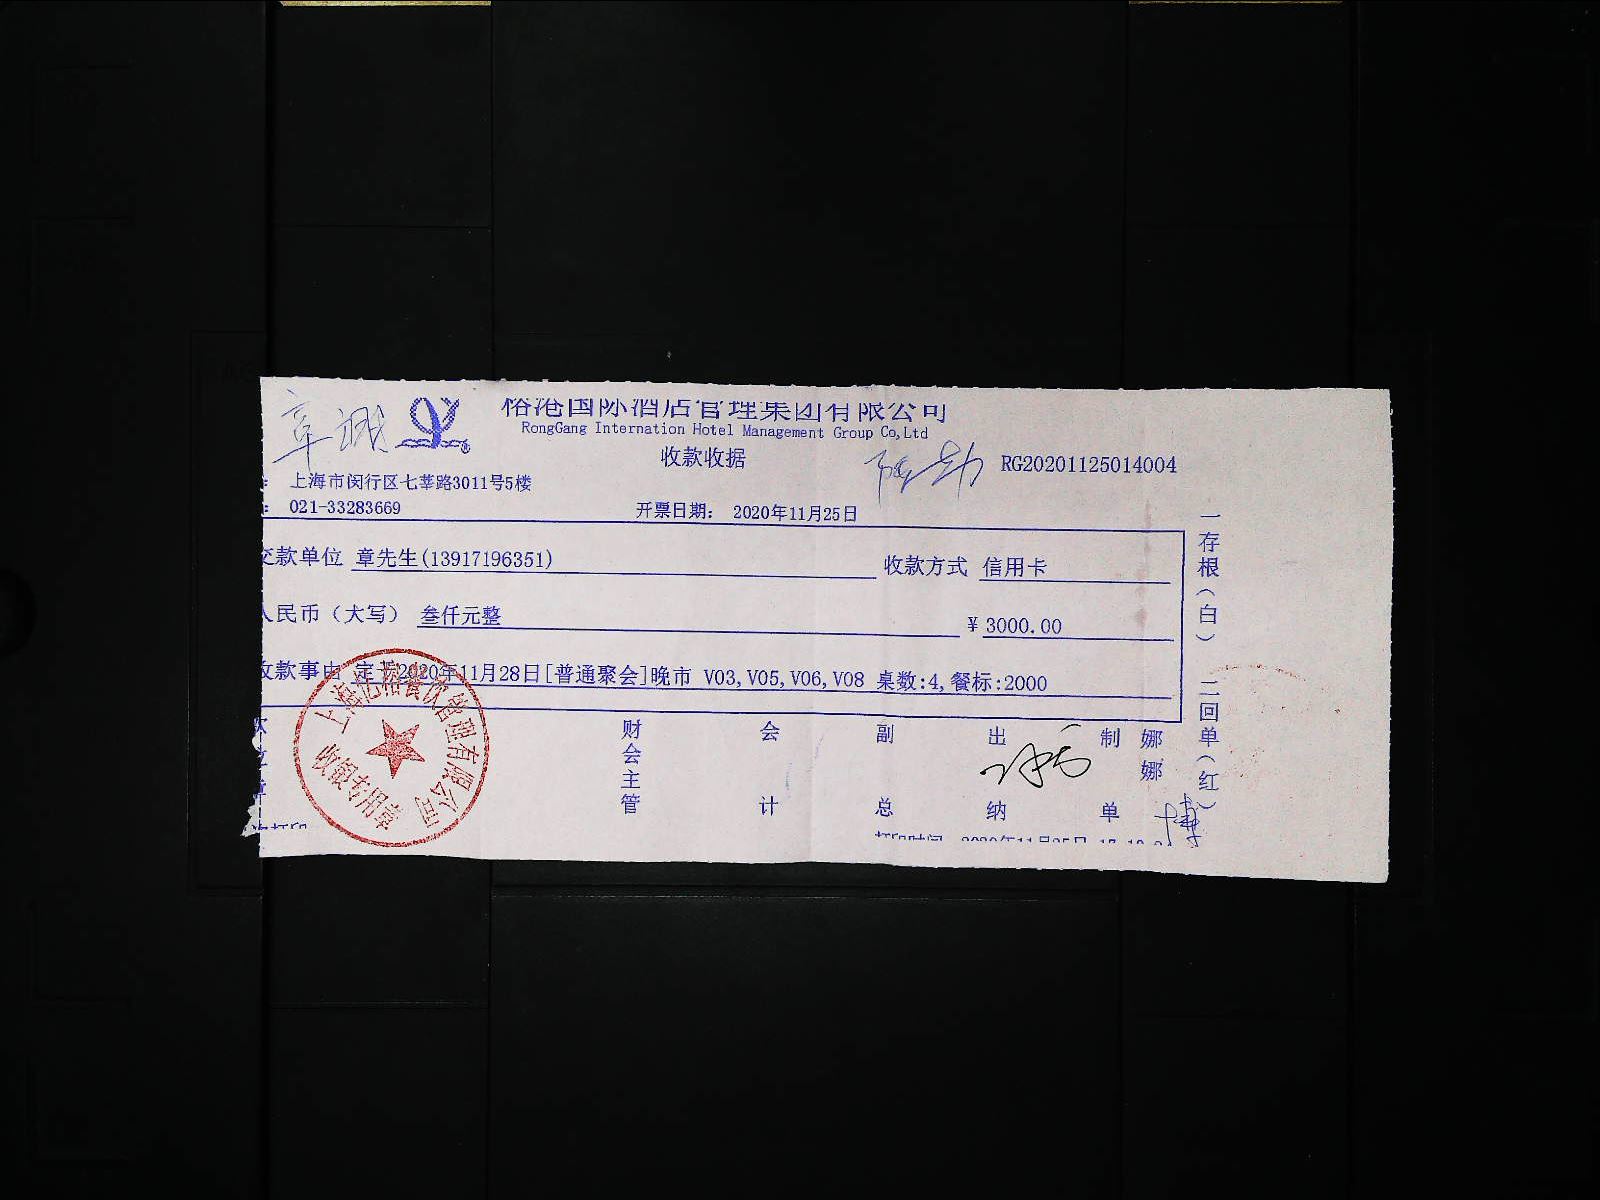 国际酒店管理集团有限公司
RongGang Internation Hotel Management Group Co,Ltd
收款收据
RG20201125014004
上海市闵行区七莘路3011号5楼
021-33283669
开票日期： 2020年11月25日
交款单位 章先生(13917196351)
收款方式 信用卡
人民币（大写） 叁仟元整
¥ 3000.00
收款事由 定于2020年11月28日[普通聚会]晚市 V03,V05,V06,V08 桌数:4,餐标:2000
财会主管
会计
副总
出纳
制单
娜娜
一存根（白）
二回单（红）
收银专用章